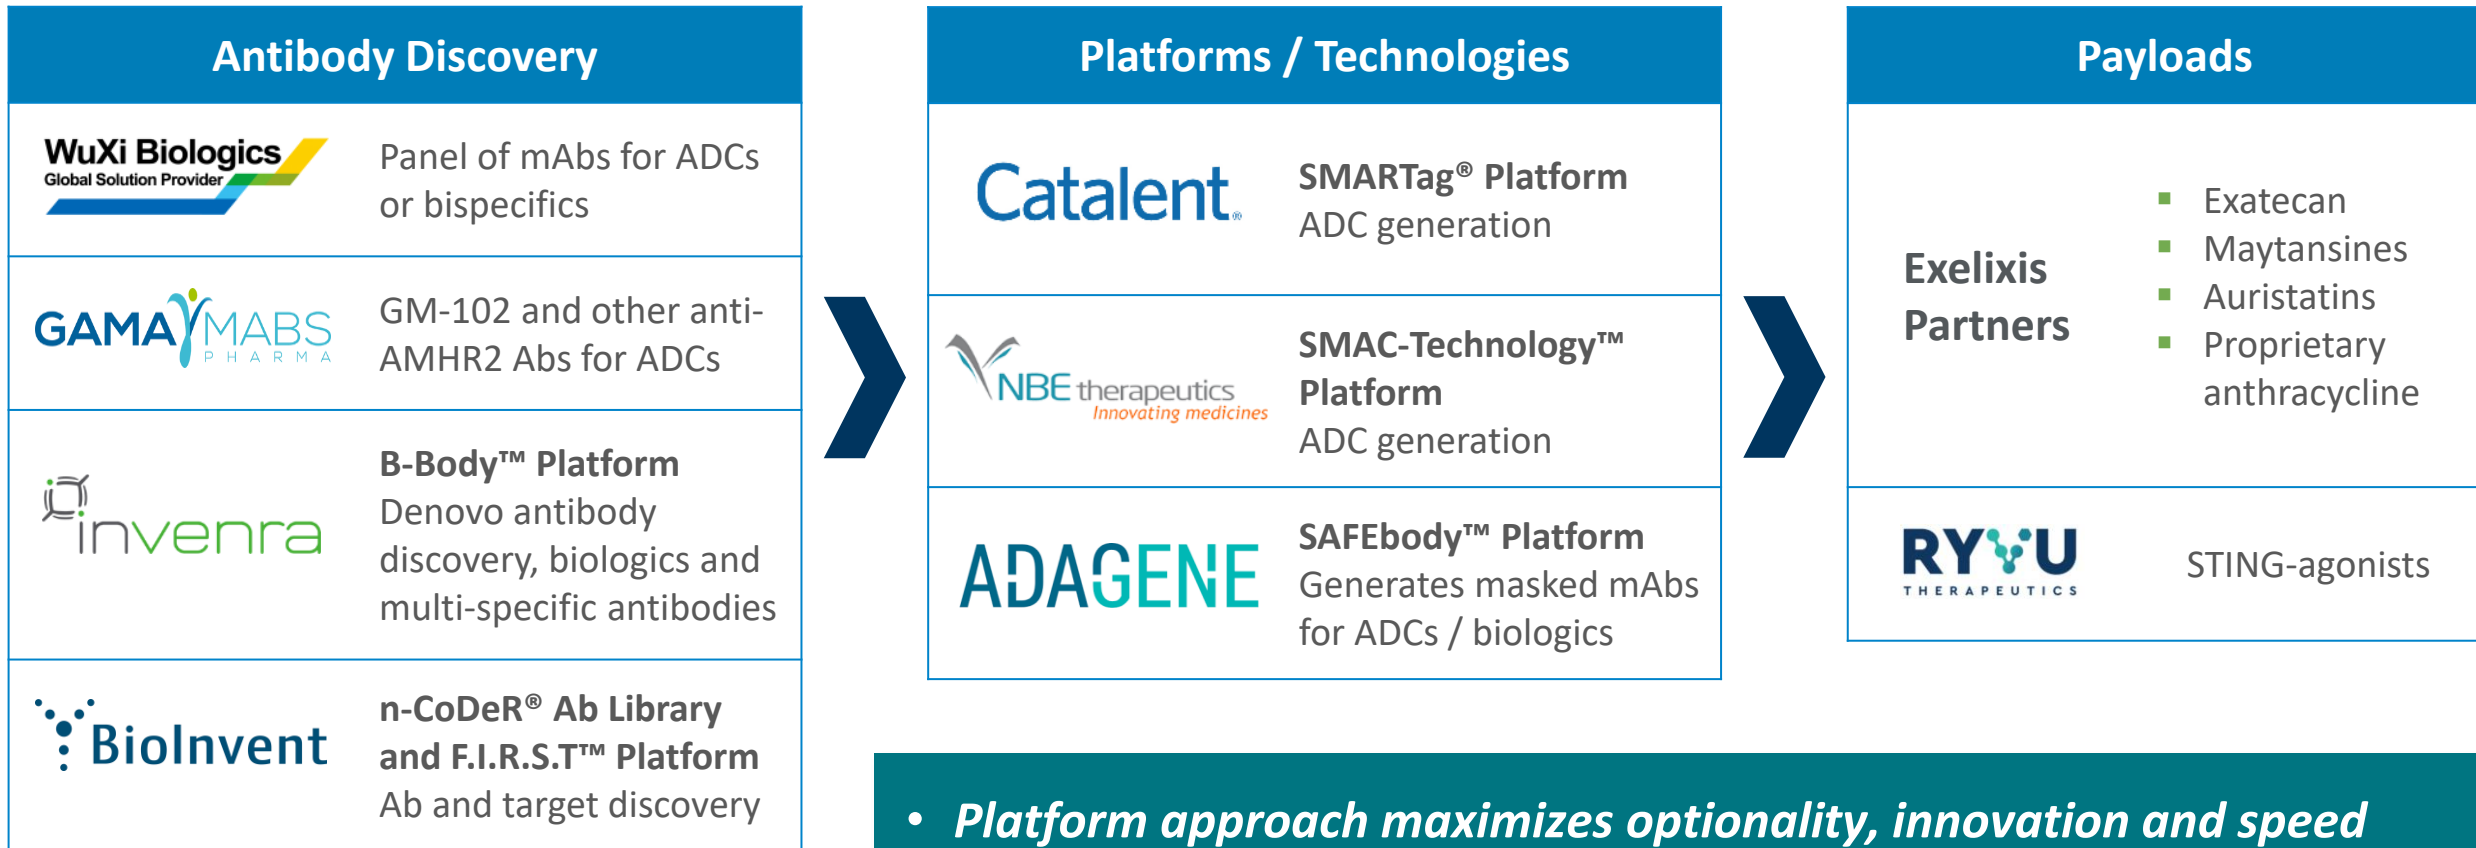 Antibody Discovery
WuXi Biologics
Global Solution Provider
Panel of mAbs for ADCs
or bispecifics
GAMAMABS
PHARMA
GM-102 and other anti-
AMHR2 Abs for ADCs
invenra
B-Body™ Platform
Denovo antibody
discovery, biologics and
multi-specific antibodies
BioInvent
n-CoDeR® Ab Library
and F.I.R.S.T™ Platform
Ab and target discovery
Platforms / Technologies
Catalent®
SMARTag® Platform
ADC generation
NBE therapeutics
Innovating medicines
SMAC-Technology™
Platform
ADC generation
ADAGENE
SAFEbody™ Platform
Generates masked mAbs
for ADCs / biologics
Payloads
Exelixis
Partners
▪ Exatecan
▪ Maytansines
▪ Auristatins
▪ Proprietary
anthracycline
RYVU
THERAPEUTICS
STING-agonists
• Platform approach maximizes optionality, innovation and speed